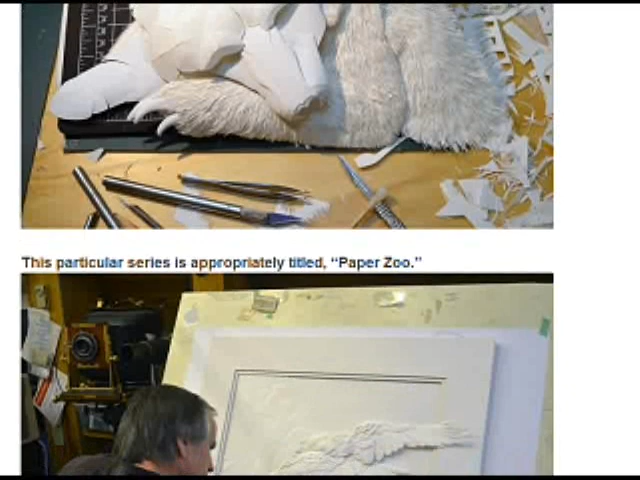 This particular series is appropriately titled, “Paper Zoo.”